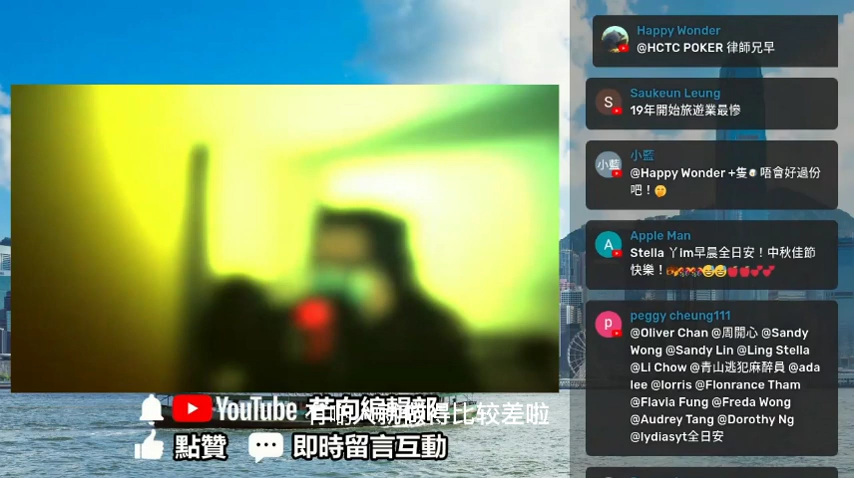 Happy Wonder
@HCTC POKER 律師兄早
Saukeun Leung
19年開始旅遊業最慘
小藍
@Happy Wonder +隻🥚唔會好過份
吧！🤭
Apple Man
Stella 丫im早晨全日安！中秋佳節
快樂！
peggy cheung111
@Oliver Chan @周開心 @Sandy
Wong @Sandy Lin @Ling Stella
@LI Chow @青山逃犯麻醉員 @ada
lee @lorris @Flonrance Tham
@Flavia Fung @Freda Wong
@Audrey Tang @Dorothy Ng
@lydiasyt全日安
YouTube
得比较差啦
點贊
即時留言互動